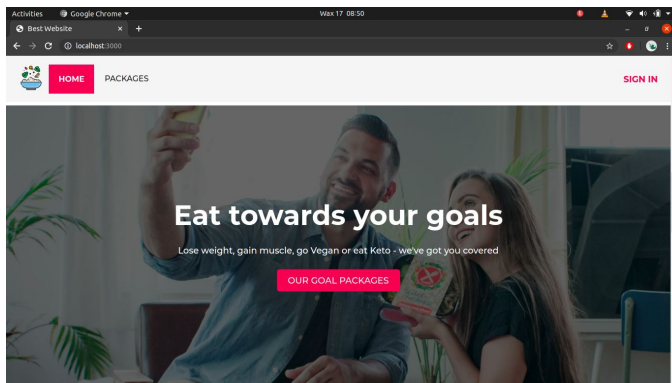 Activities Google Chrome Wax 17 08:50
Best Website
localhost:3000
HOME PACKAGES SIGN IN
Eat towards your goals
Lose weight, gain muscle, go Vegan or eat Keto - we've got you covered
OUR GOAL PACKAGES